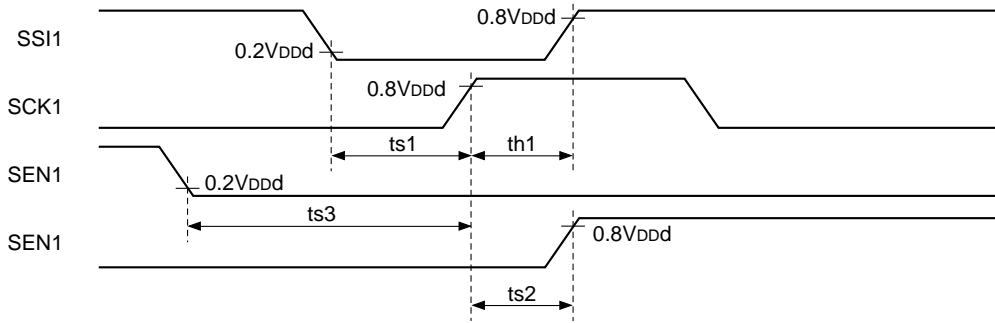 0.8VDDd
SSI1
0.2VDDd
0.8VDDd
SCK1
ts1
th1
SEN1
0.2VDDd
ts3
SEN1
0.8VDDd
ts2